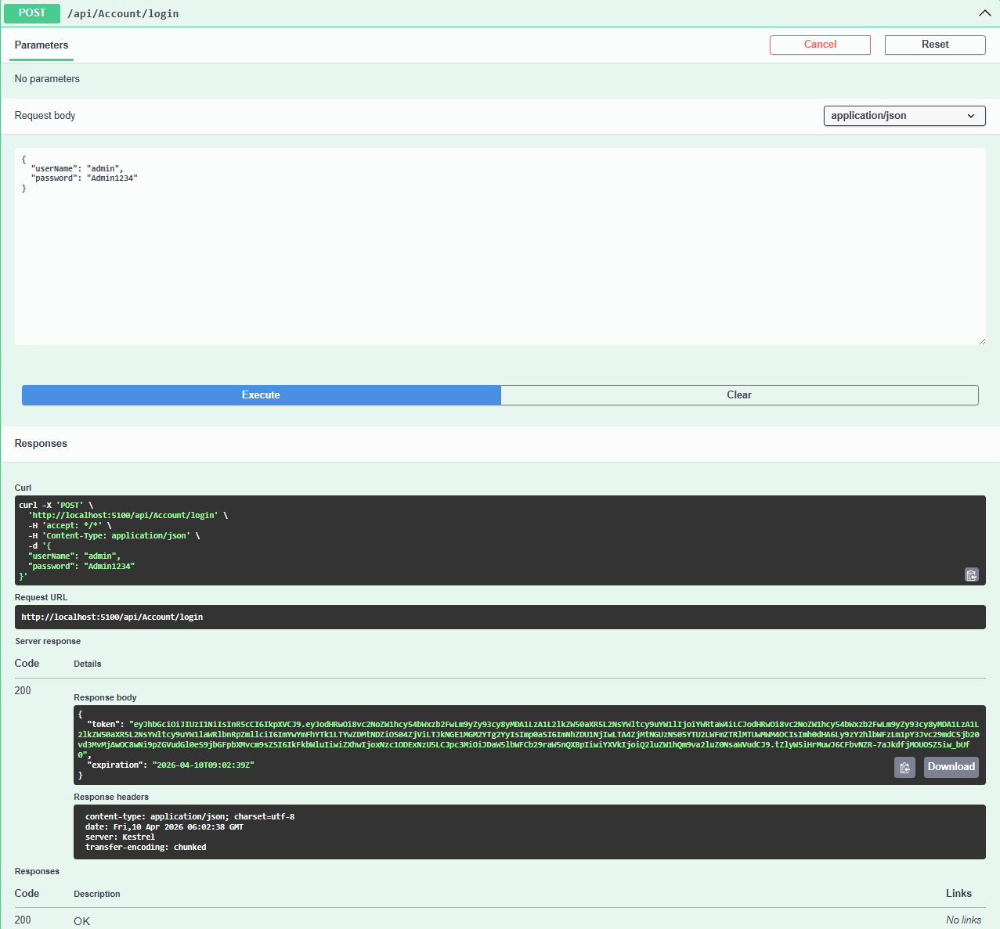 POST /api/Account/login
Parameters
Cancel
Reset
No parameters
Request body
application/json
{
  "userName": "admin",
  "password": "Admin1234"
}
Execute
Clear
Responses
Curl
curl -X 'POST' \
  'http://localhost:5100/api/Account/login' \
  -H 'accept: */*' \
  -H 'Content-Type: application/json' \
  -d '{
  "userName": "admin",
  "password": "Admin1234"
}'
Request URL
http://localhost:5100/api/Account/login
Server response
Code Details
200
Response body
{
  "token":
  "expiration": "2026-04-10T09:02:39Z"
}
Download
Response headers
content-type: application/json; charset=utf-8
date: Fri,10 Apr 2026 06:02:38 GMT
server: Kestrel
transfer-encoding: chunked
Responses
Code Description Links
200 OK No links